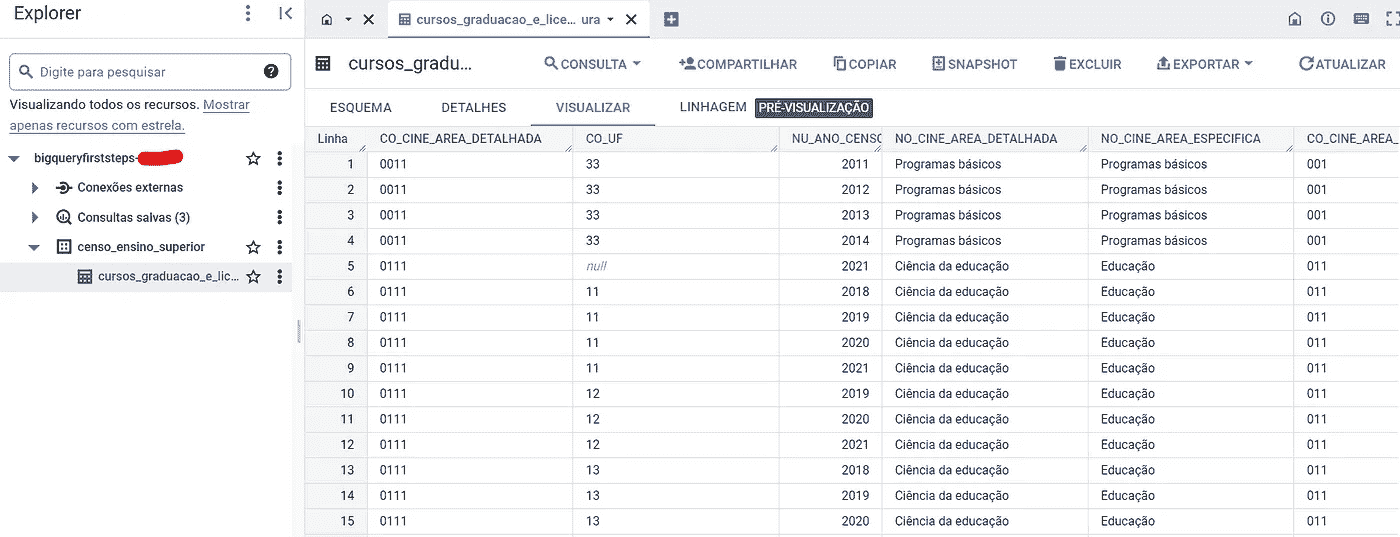 Explorer
Digite para pesquisar
Visualizando todos os recursos. Mostrar
apenas recursos com estrela.
bigqueryfirststeps-
Conexões externas
Consultas salvas (3)
censo_ensino_superior
cursos_graduacao_e_lic...
cursos_graduacao_e_lice... ura
cursos_gradu... CONSULTA COMPARTILHAR COPIAR SNAPSHOT EXCLUIR EXPORTAR ATUALIZAR
ESQUEMA DETALHES VISUALIZAR LINHAGEM PRÉ-VISUALIZAÇÃO
Linha CO_CINE_AREA_DETALHADA CO_UF NU_ANO_CENSO NO_CINE_AREA_DETALHADA NO_CINE_AREA_ESPECIFICA CO_CINE_AREA_
1 0011 33 2011 Programas básicos Programas básicos 001
2 0011 33 2012 Programas básicos Programas básicos 001
3 0011 33 2013 Programas básicos Programas básicos 001
4 0011 33 2014 Programas básicos Programas básicos 001
5 0111 null 2021 Ciência da educação Educação 011
6 0111 11 2018 Ciência da educação Educação 011
7 0111 11 2019 Ciência da educação Educação 011
8 0111 11 2020 Ciência da educação Educação 011
9 0111 11 2021 Ciência da educação Educação 011
10 0111 12 2019 Ciência da educação Educação 011
11 0111 12 2020 Ciência da educação Educação 011
12 0111 12 2021 Ciência da educação Educação 011
13 0111 13 2018 Ciência da educação Educação 011
14 0111 13 2019 Ciência da educação Educação 011
15 0111 13 2020 Ciência da educação Educação 011